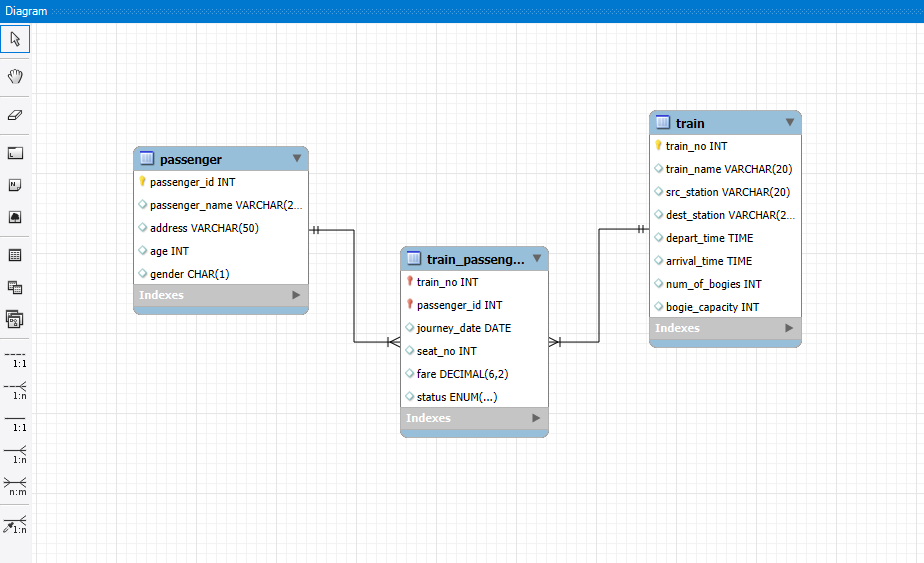 Diagram
1:1
1:n
1:1
1:n
n:m
1:n
passenger
passenger_id INT
passenger_name VARCHAR(2...
address VARCHAR(50)
age INT
gender CHAR(1)
Indexes
train_passeng...
train_no INT
passenger_id INT
journey_date DATE
seat_no INT
fare DECIMAL(6,2)
status ENUM(...)
Indexes
train
train_no INT
train_name VARCHAR(20)
src_station VARCHAR(20)
dest_station VARCHAR(2...
depart_time TIME
arrival_time TIME
num_of_bogies INT
bogie_capacity INT
Indexes